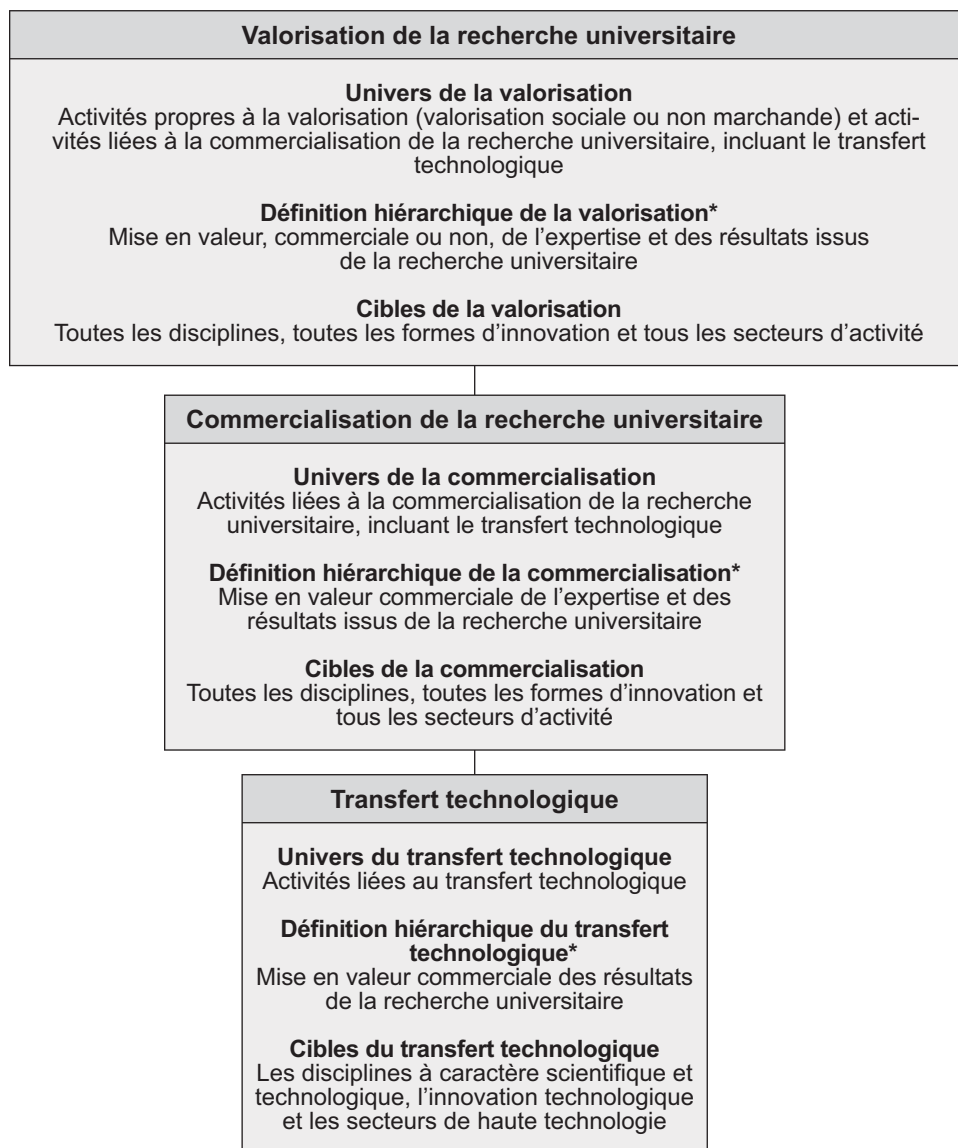 Valorisation de la recherche universitaire
Univers de la valorisation
Activités propres à la valorisation (valorisation sociale ou non marchande) et acti-
vités liées à la commercialisation de la recherche universitaire, incluant le transfert
technologique
Définition hiérarchique de la valorisation*
Mise en valeur, commerciale ou non, de l’expertise et des résultats issus
de la recherche universitaire
Cibles de la valorisation
Toutes les disciplines, toutes les formes d’innovation et tous les secteurs d’activité
Commercialisation de la recherche universitaire
Univers de la commercialisation
Activités liées à la commercialisation de la recherche
universitaire, incluant le transfert technologique
Définition hiérarchique de la commercialisation*
Mise en valeur commerciale de l’expertise et des
résultats issus de la recherche universitaire
Cibles de la commercialisation
Toutes les disciplines, toutes les formes d’innovation et
tous les secteurs d’activité
Transfert technologique
Univers du transfert technologique
Activités liées au transfert technologique
Définition hiérarchique du transfert
technologique*
Mise en valeur commerciale des résultats
de la recherche universitaire
Cibles du transfert technologique
Les disciplines à caractère scientifique et
technologique, l’innovation technologique
et les secteurs de haute technologie